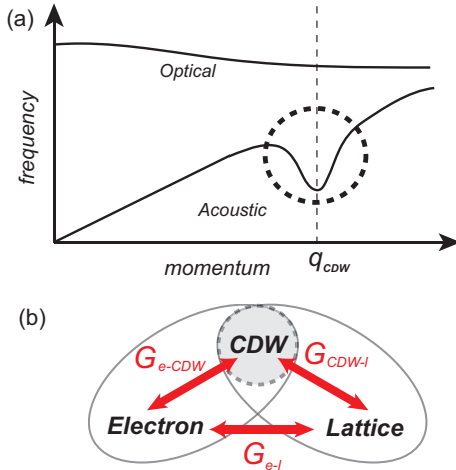 (a)
Optical
frequency
Acoustic
momentum
q_CDW
(b)
CDW
G_e-CDW
G_CDW-l
Electron
Lattice
G_e-l